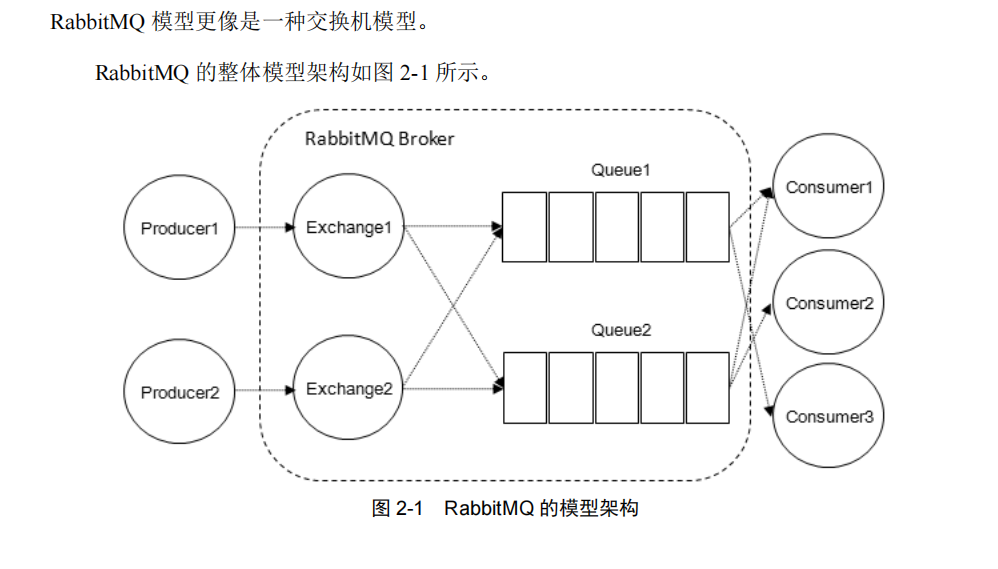 RabbitMQ 模型更像是一种交换机模型。
RabbitMQ 的整体模型架构如图 2-1 所示。
RabbitMQ Broker
Queue1
Consumer1
Producer1
Exchange1
Consumer2
Queue2
Producer2
Exchange2
Consumer3
图 2-1 RabbitMQ 的模型架构